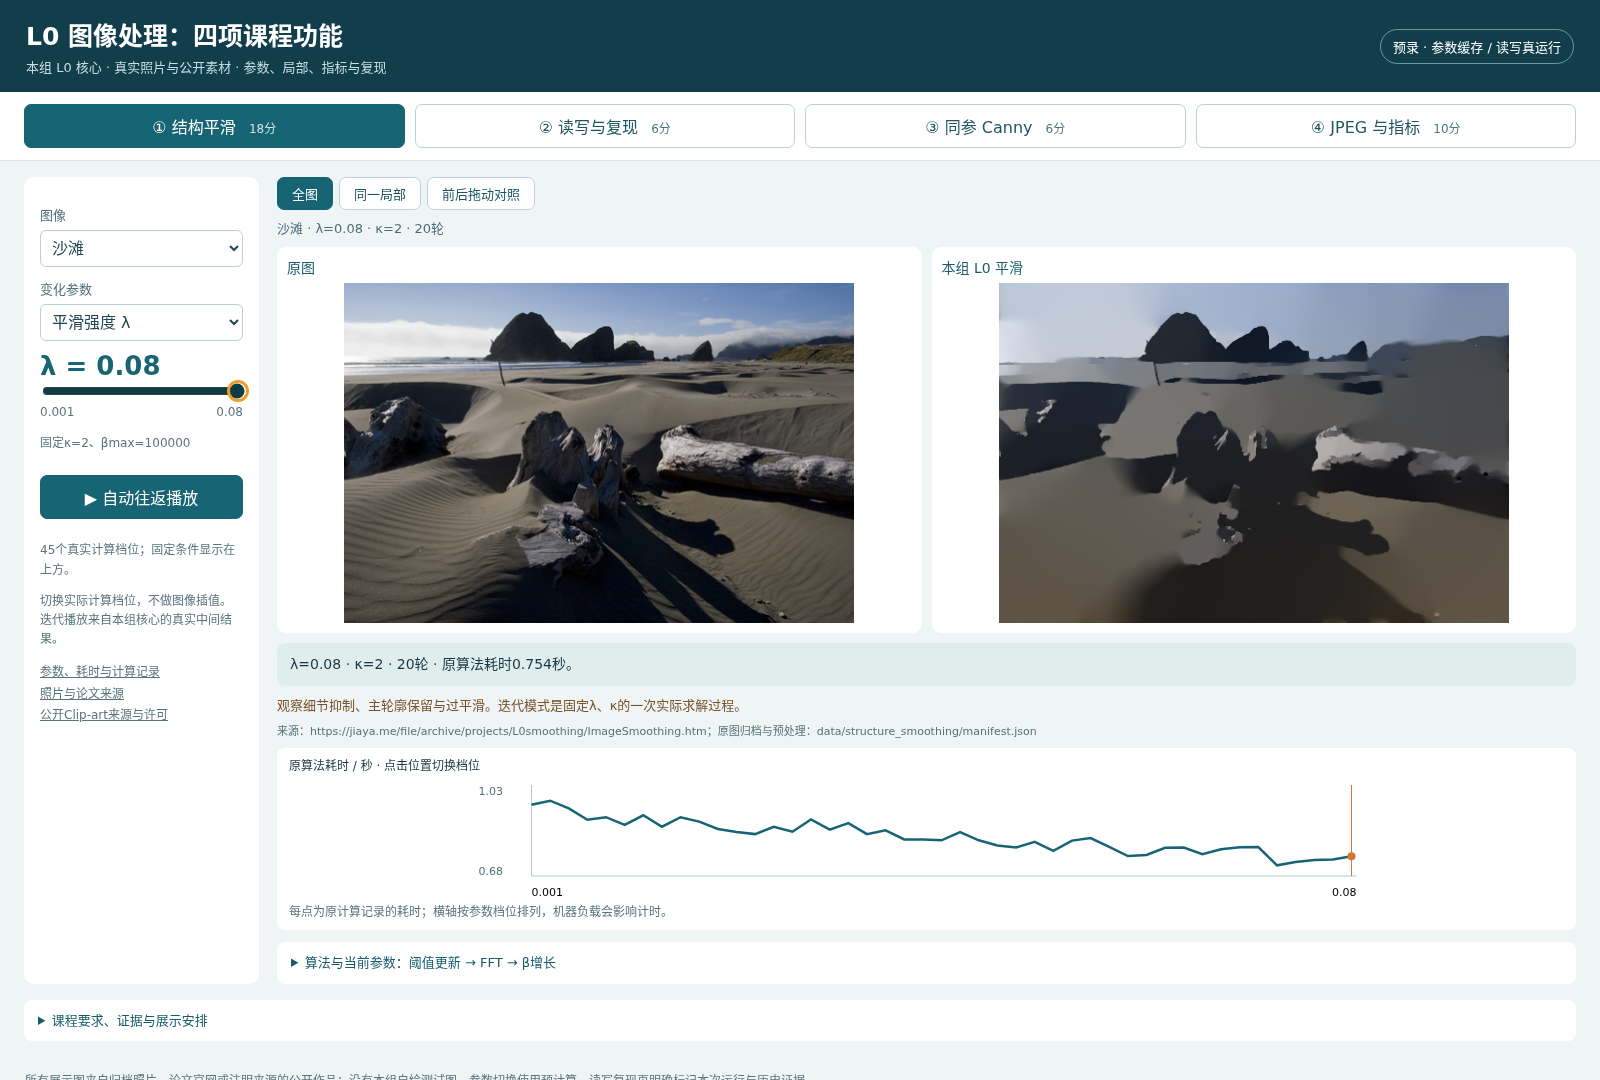 L0 图像处理：四项课程功能
本组 L0 核心 · 真实照片与公开素材 · 参数、局部、指标与复现
预录 · 参数缓存 / 读写真运行
① 结构平滑 18分
② 读写与复现 6分
③ 同参 Canny 6分
④ JPEG 与指标 10分
图像
沙滩
变化参数
平滑强度 λ
λ = 0.08
0.001 0.08
固定κ=2、βmax=100000
▶ 自动往返播放
45个真实计算档位；固定条件显示在
上方。
切换实际计算档位，不做图像插值。
迭代播放来自本组核心的真实中间结
果。
参数、耗时与计算记录
照片与论文来源
公开Clip-art来源与许可
全图 同一局部 前后拖动对照
沙滩 · λ=0.08 · κ=2 · 20轮
原图
本组 L0 平滑
λ=0.08 · κ=2 · 20轮 · 原算法耗时0.754秒。
观察细节抑制、主轮廓保留与过平滑。迭代模式是固定λ、κ的一次实际求解过程。
来源：https://jiaya.me/file/archive/projects/L0smoothing/ImageSmoothing.htm；原图归档与预处理：data/structure_smoothing/manifest.json
原算法耗时 / 秒 · 点击位置切换档位
1.03
0.68
0.001 0.08
每点为原计算记录的耗时；横轴按参数档位排列，机器负载会影响计时。
▶ 算法与当前参数：阈值更新 → FFT → β增长
▶ 课程要求、证据与展示安排